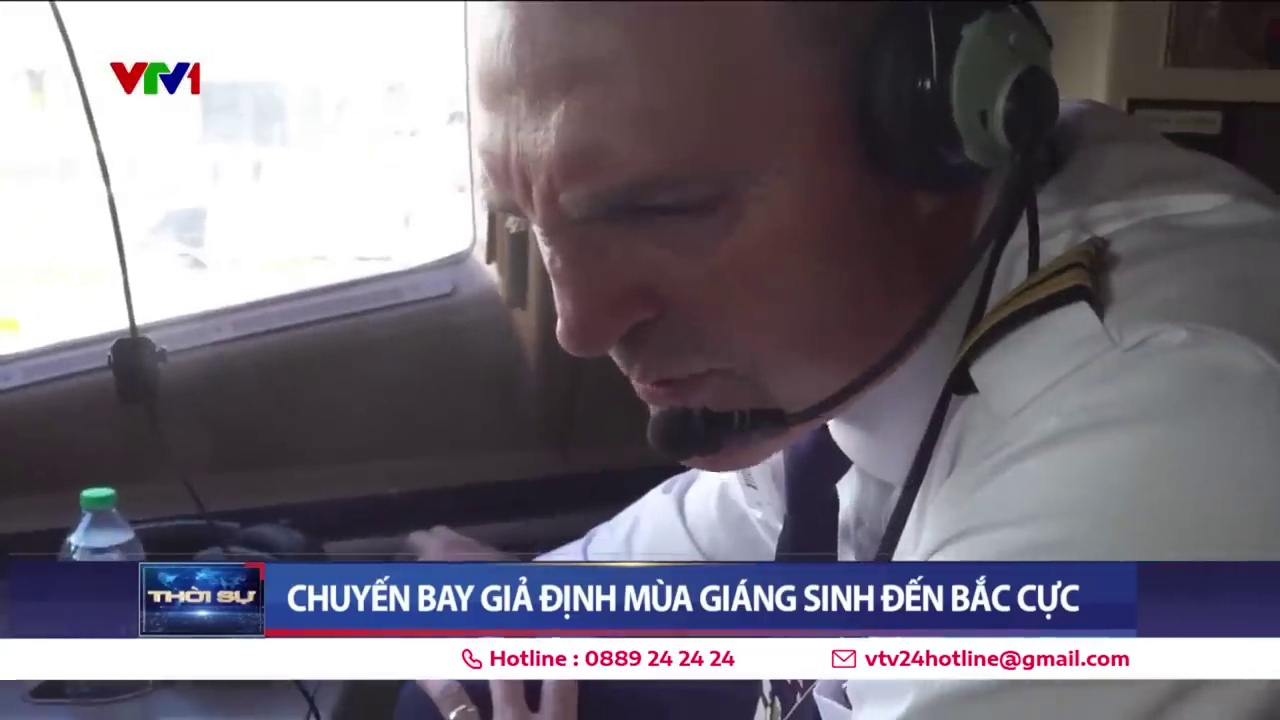 VTV1
THỜI SỰ
CHUYẾN BAY GIẢ ĐỊNH MÙA GIÁNG SINH ĐẾN BẮC CỰC
Hotline : 0889 24 24 24
vtv24hotline@gmail.com